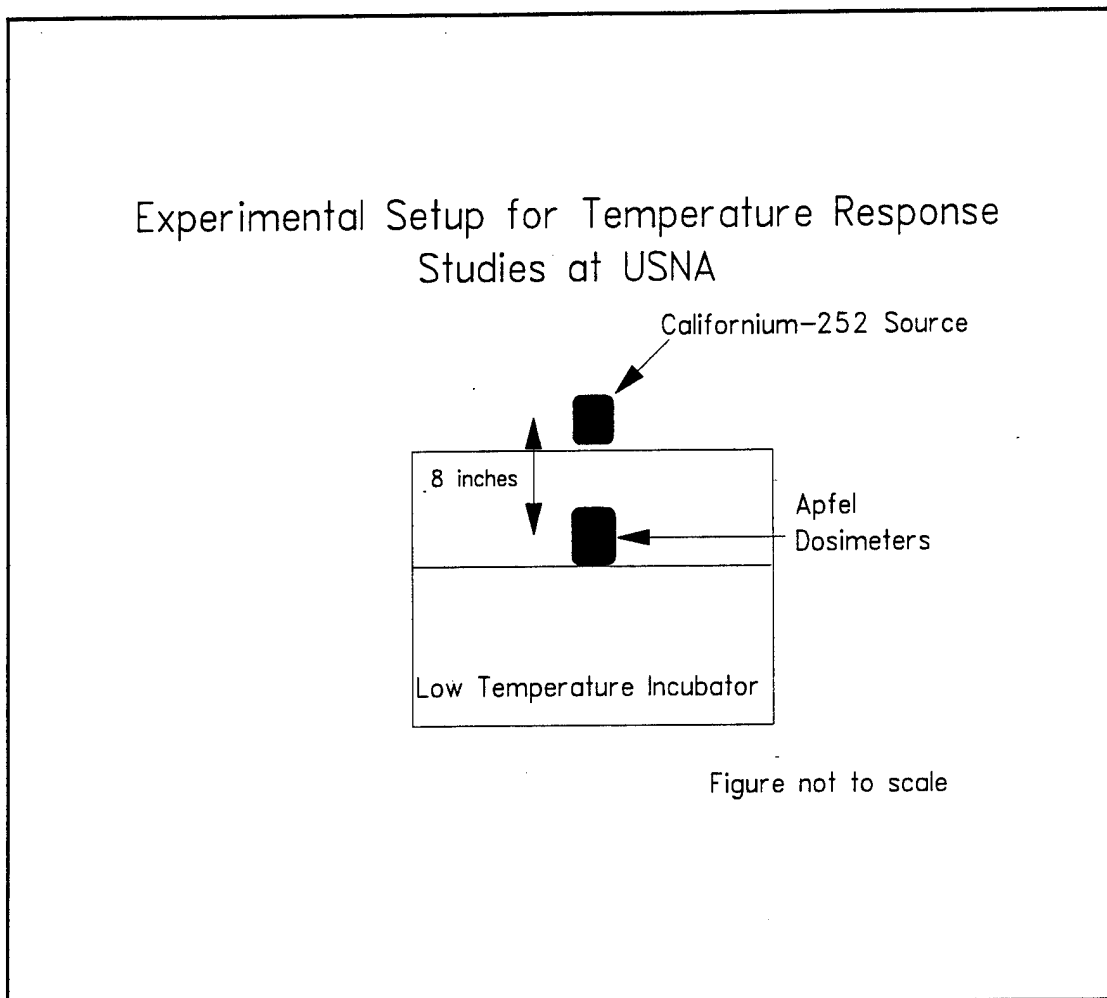 Experimental Setup for Temperature Response
Studies at USNA
Californium-252 Source
8 inches
Apfel
Dosimeters
Low Temperature Incubator
Figure not to scale